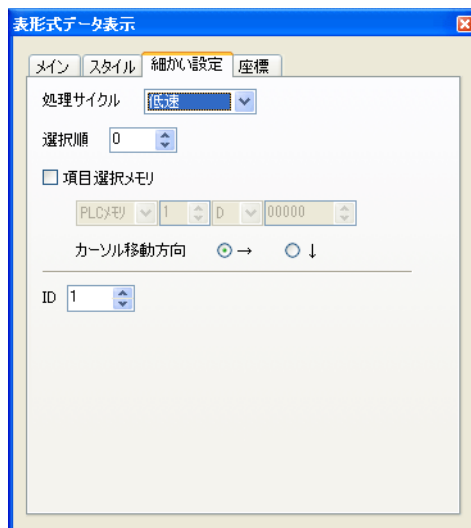 表形式データ表示
メイン スタイル 細かい設定 座標
処理サイクル 低速
選択順 0
項目選択メモリ
PLCメモリ 1 D 00000
カーソル移動方向 → ↓
ID 1